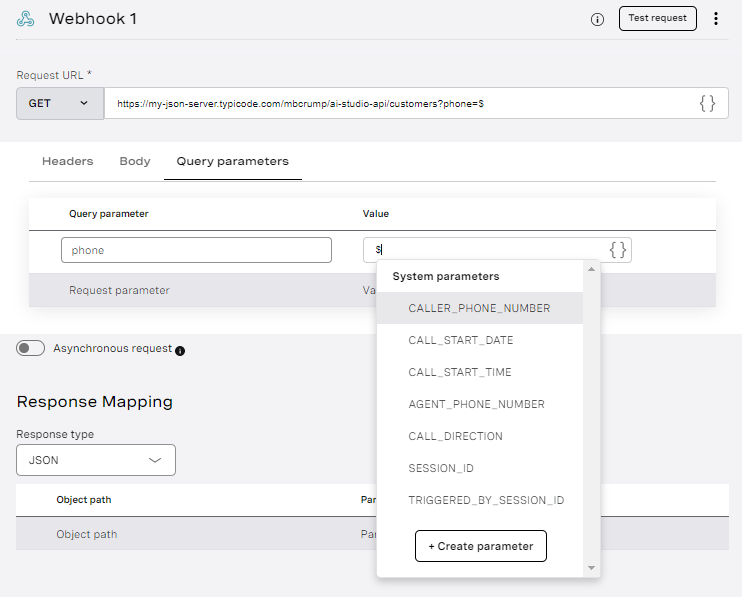 Webhook 1
Test request
Request URL *
GET
https://my-json-server.typicode.com/mbcrump/ai-studio-api/customers?phone=$
{ }
Headers Body Query parameters
Query parameter Value
phone $ { }
Request parameter Va
System parameters
CALLER_PHONE_NUMBER
CALL_START_DATE
CALL_START_TIME
AGENT_PHONE_NUMBER
CALL_DIRECTION
SESSION_ID
TRIGGERED_BY_SESSION_ID
+ Create parameter
Asynchronous request
Response Mapping
Response type
JSON
Object path Par
Object path Par